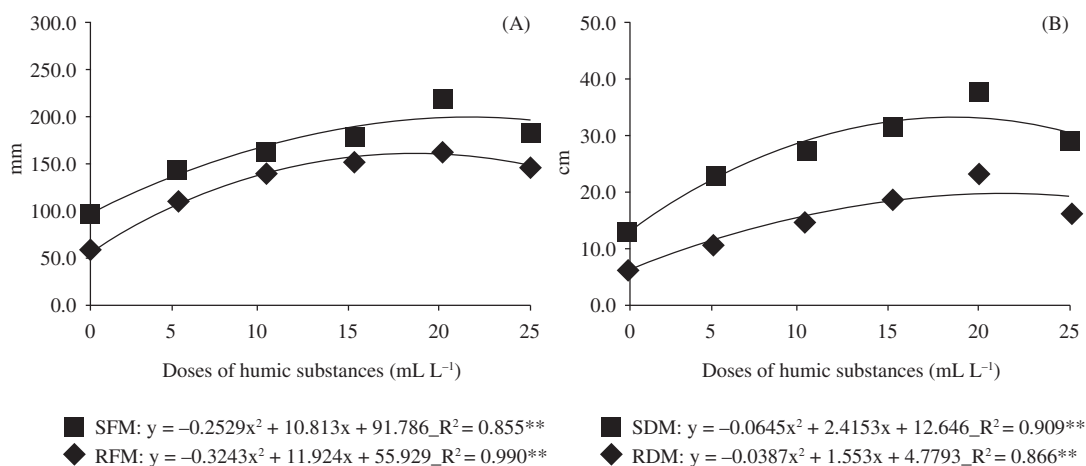 (A)
300.0
250.0
200.0
150.0
100.0
50.0
0.0
mm
0 5 10 15 20 25
Doses of humic substances (mL L⁻¹)
SFM: y = –0.2529x² + 10.813x + 91.786_R² = 0.855**
RFM: y = –0.3243x² + 11.924x + 55.929_R² = 0.990**
(B)
50.0
40.0
30.0
20.0
10.0
0.0
cm
0 5 10 15 20 25
Doses of humic substances (mL L⁻¹)
SDM: y = –0.0645x² + 2.4153x + 12.646_R² = 0.909**
RDM: y = –0.0387x² + 1.553x + 4.7793_R² = 0.866**